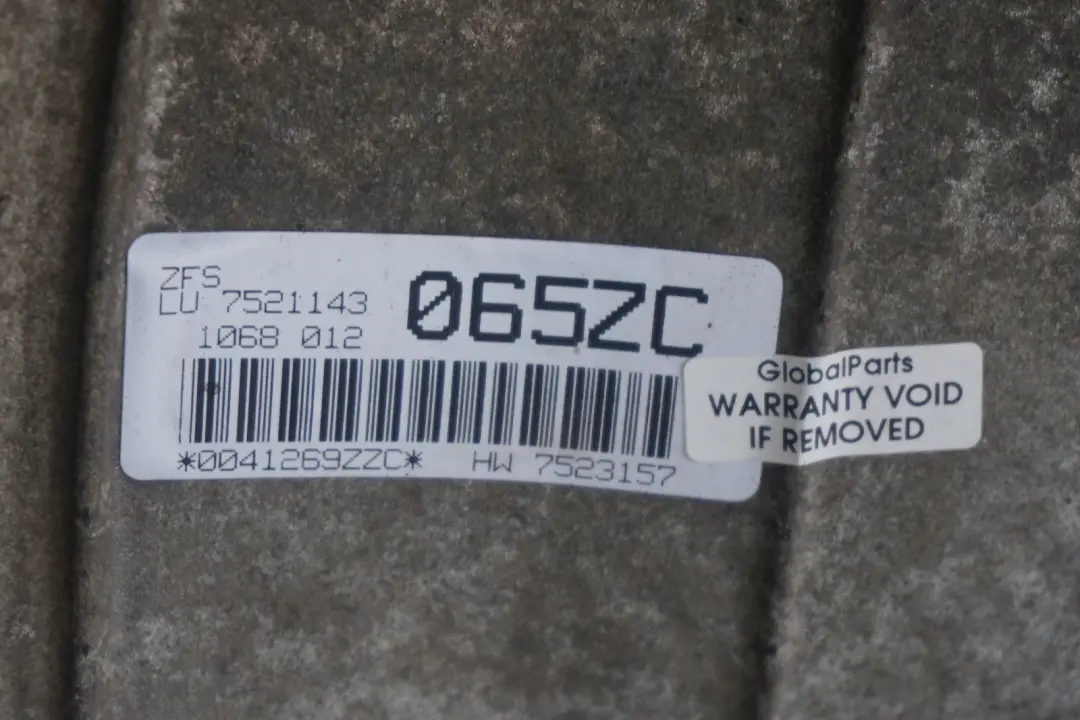 ZFS
LU 7521143
1068 012
065ZC
*0041269ZZC* HW 7523157
GlobalParts
WARRANTY VOID
IF REMOVED